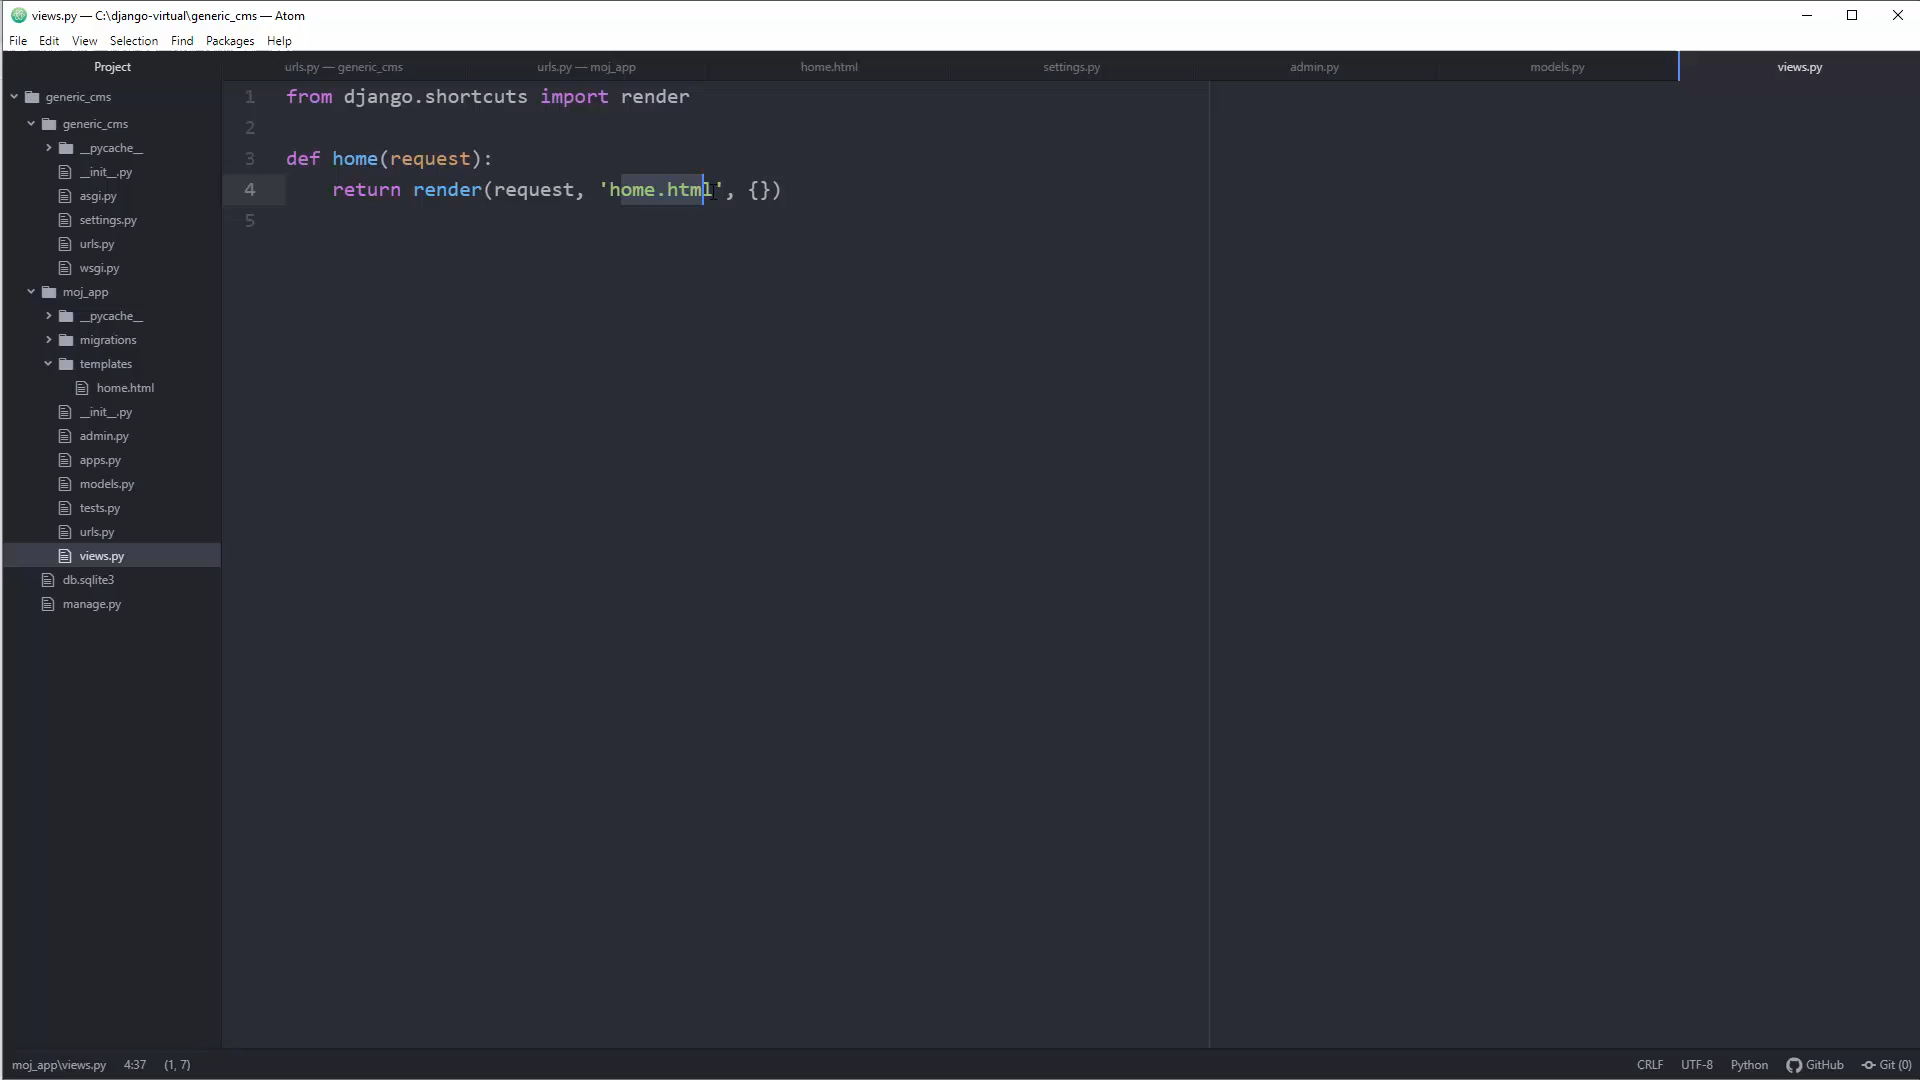 views.py — C:\django-virtual\generic_cms — Atom
File Edit View Selection Find Packages Help
Project
urls.py — generic_cms
urls.py — moj_app
home.html
settings.py
admin.py
models.py
views.py
generic_cms
generic_cms
__pycache__
__init__.py
asgi.py
settings.py
urls.py
wsgi.py
moj_app
__pycache__
migrations
templates
home.html
__init__.py
admin.py
apps.py
models.py
tests.py
urls.py
views.py
db.sqlite3
manage.py
1 from django.shortcuts import render
2
3 def home(request):
4     return render(request, 'home.html', {})
5
moj_app\views.py 4:37 (1, 7)
CRLF UTF-8 Python GitHub Git (0)